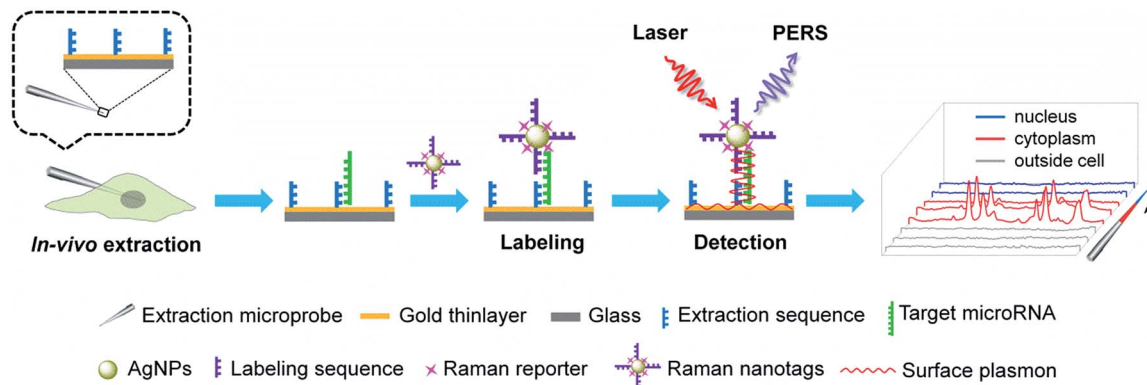 Laser
PERS
nucleus
cytoplasm
outside cell
In-vivo extraction
Labeling
Detection
Extraction microprobe
Gold thinlayer
Glass
Extraction sequence
Target microRNA
AgNPs
Labeling sequence
Raman reporter
Raman nanotags
Surface plasmon